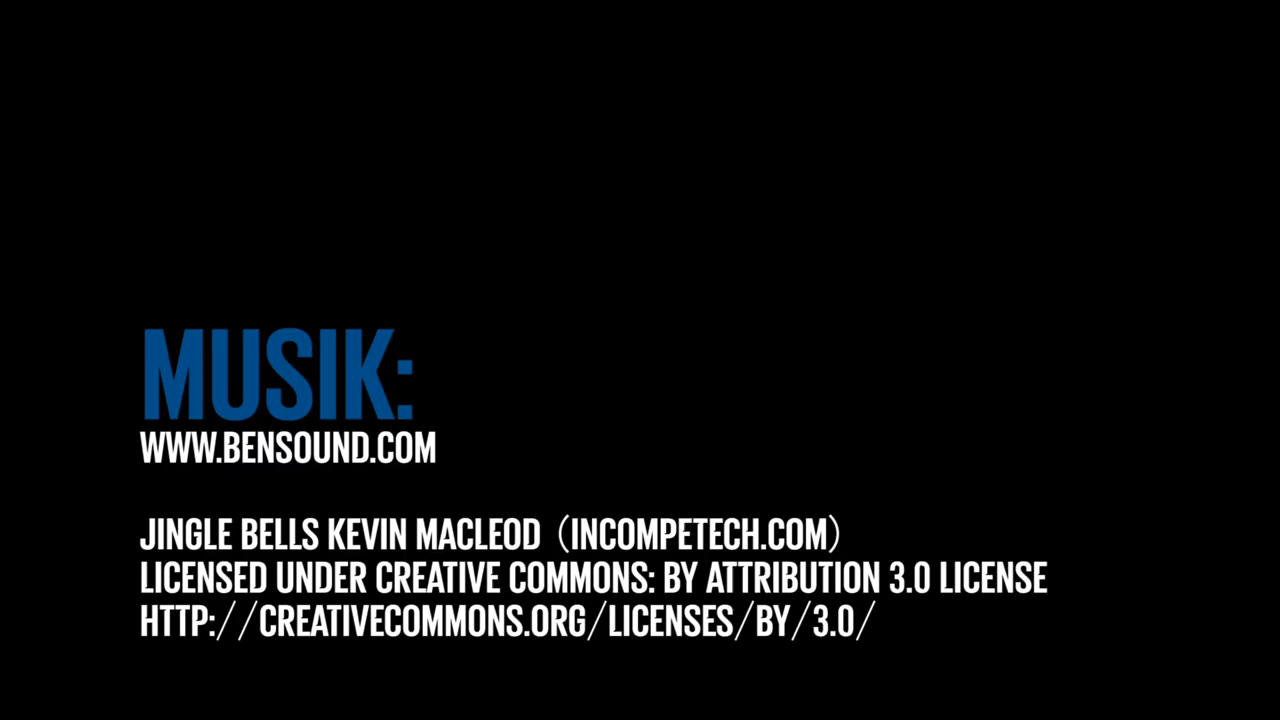 MUSIK:
WWW.BENSOUND.COM
JINGLE BELLS KEVIN MACLEOD (INCOMPETECH.COM)
LICENSED UNDER CREATIVE COMMONS: BY ATTRIBUTION 3.0 LICENSE
HTTP://CREATIVECOMMONS.ORG/LICENSES/BY/3.0/